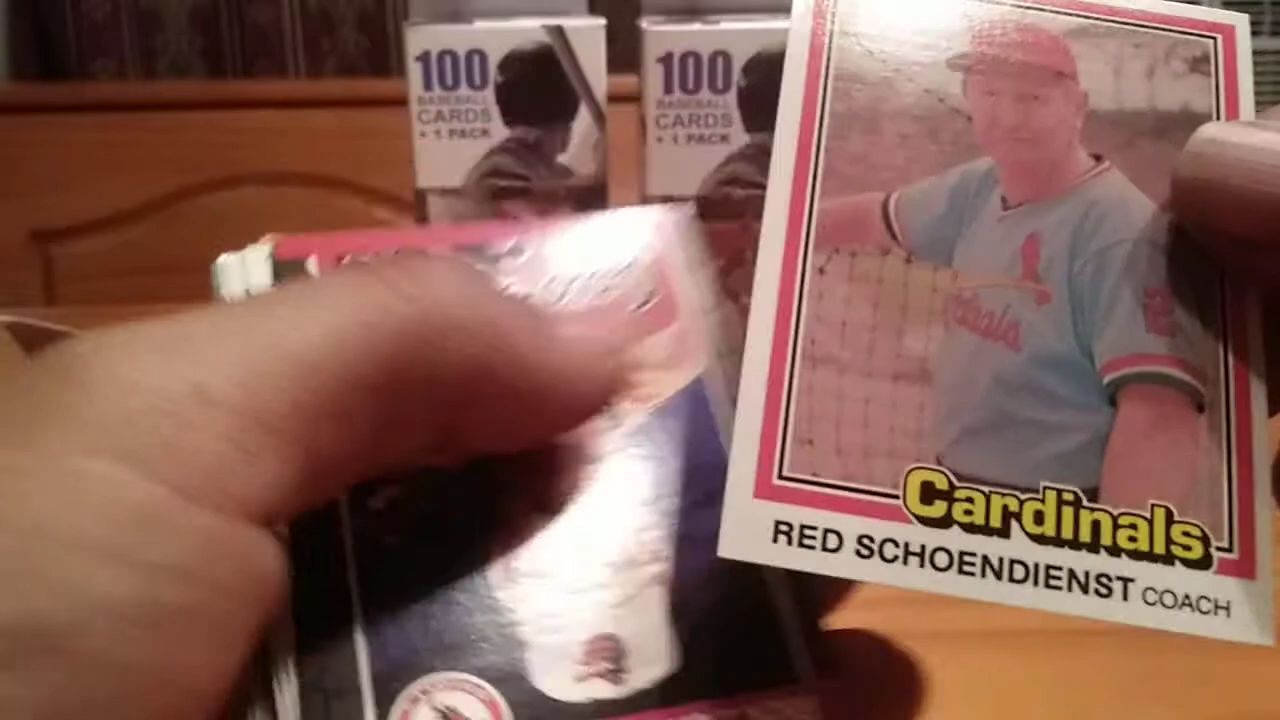 100
BASEBALL
CARDS
+ 1 PACK
100
BASEBALL
CARDS
+ 1 PACK
Cardinals
RED SCHOENDIENST COACH